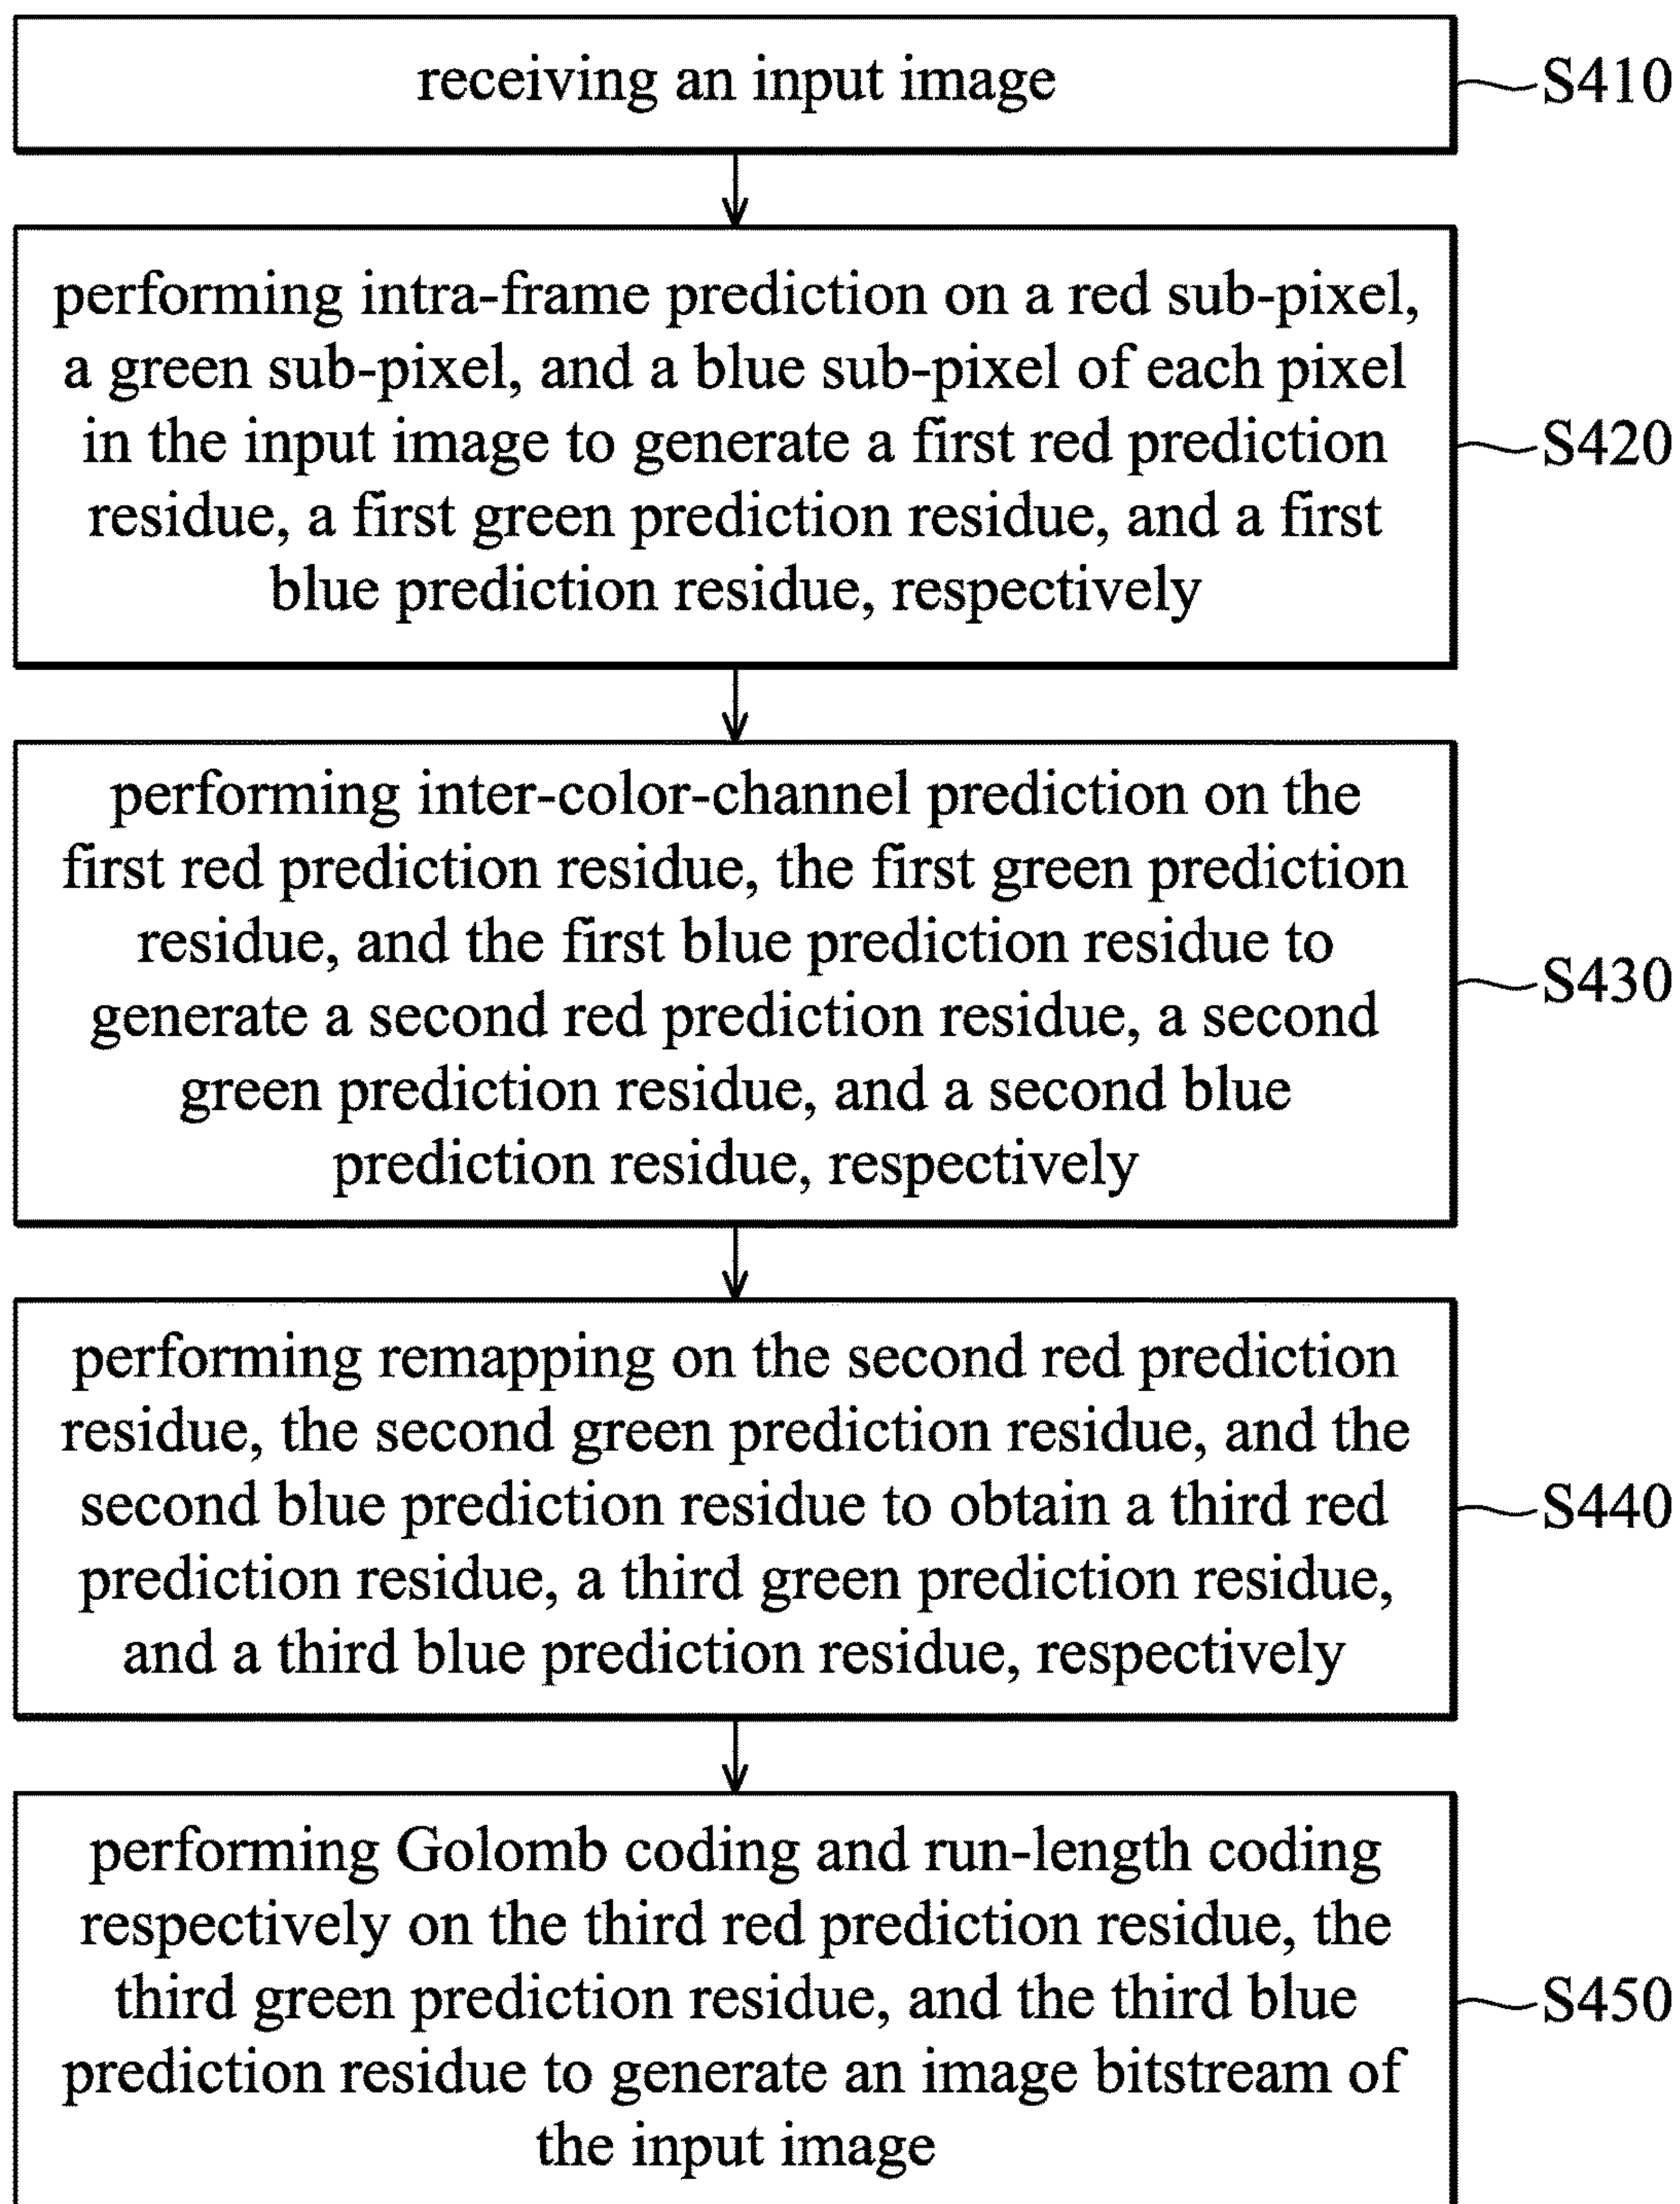 receiving an input image
S410
performing intra-frame prediction on a red sub-pixel,
a green sub-pixel, and a blue sub-pixel of each pixel
in the input image to generate a first red prediction
residue, a first green prediction residue, and a first
blue prediction residue, respectively
S420
performing inter-color-channel prediction on the
first red prediction residue, the first green prediction
residue, and the first blue prediction residue to
generate a second red prediction residue, a second
green prediction residue, and a second blue
prediction residue, respectively
S430
performing remapping on the second red prediction
residue, the second green prediction residue, and the
second blue prediction residue to obtain a third red
prediction residue, a third green prediction residue,
and a third blue prediction residue, respectively
S440
performing Golomb coding and run-length coding
respectively on the third red prediction residue, the
third green prediction residue, and the third blue
prediction residue to generate an image bitstream of
the input image
S450